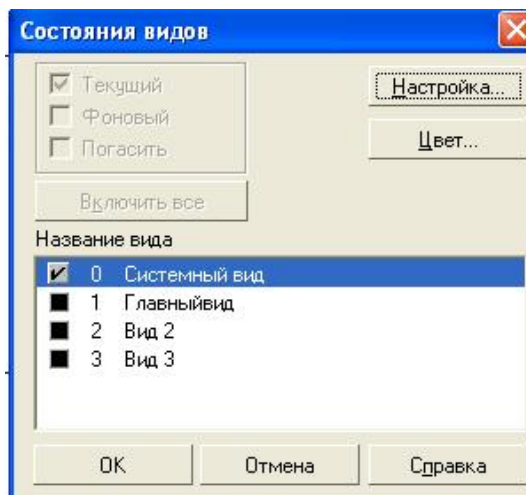 Состояния видов
Текущий
Фоновый
Погасить
Настройка...
Цвет...
Включить все
Название вида
0 Системный вид
1 Главныйвид
2 Вид 2
3 Вид 3
OK Отмена Справка